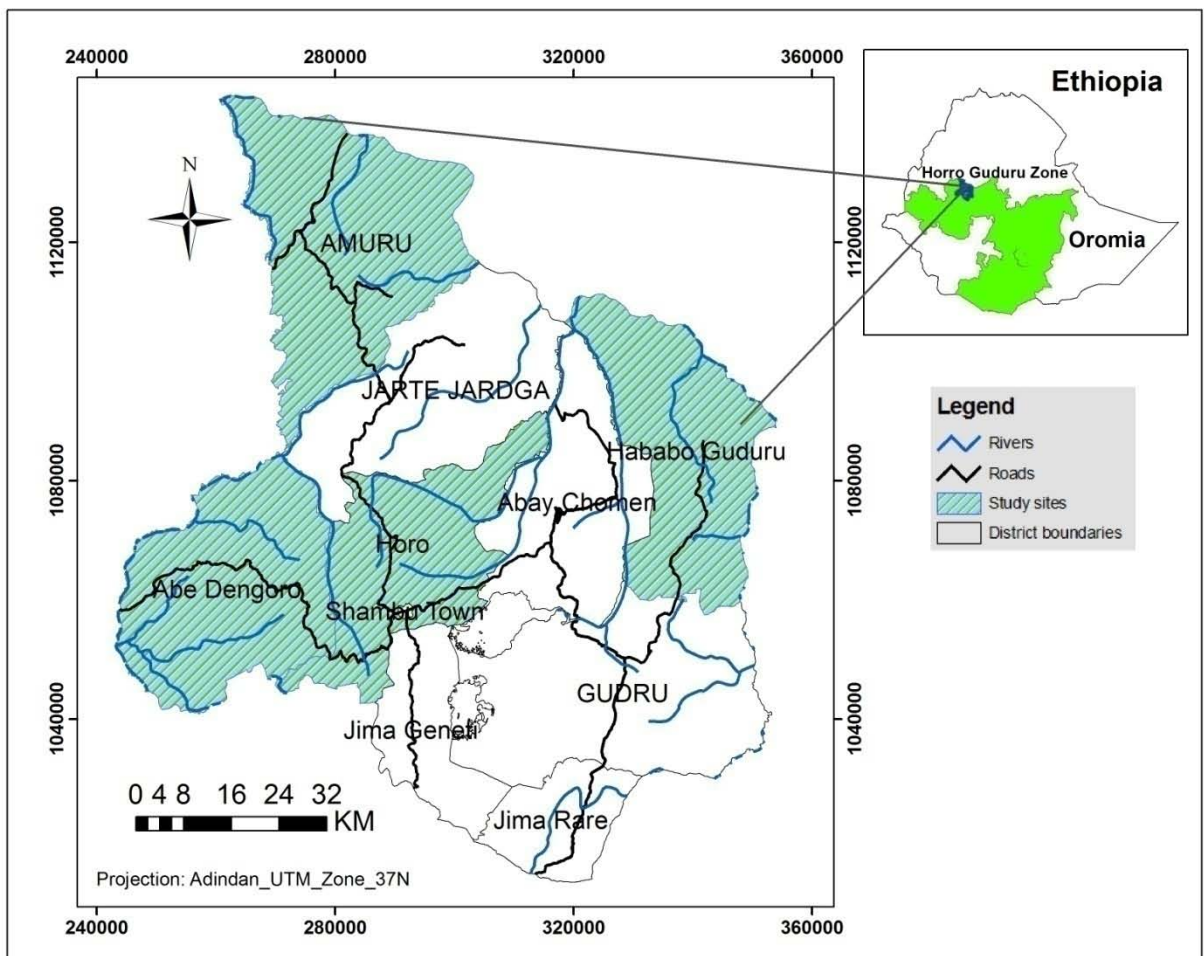 240000 280000 320000 360000
Ethiopia
Horro Guduru Zone
Oromia
N
1120000 1120000
AMURU
JARTE JARDGA
Legend
Rivers
Roads
Study sites
District boundaries
Hababo Guduru
1080000 1080000
Abay Chomen
Horo
Abe Dengoro
Shambu Town
GUDRU
1040000 1040000
Jima Geneti
0 4 8 16 24 32
KM
Jima Rare
Projection: Adindan_UTM_Zone_37N
240000 280000 320000 360000